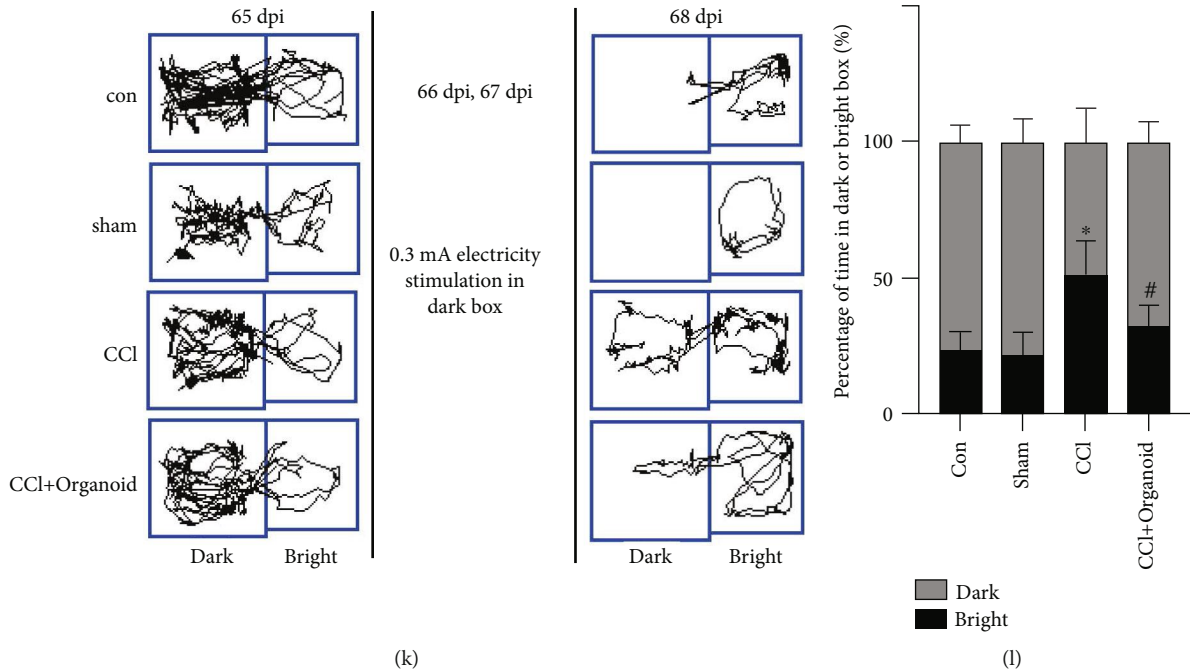 65 dpi
68 dpi
con
sham
CCl
CCl+Organoid
66 dpi, 67 dpi
0.3 mA electricity
stimulation in
dark box
Dark
Bright
Dark
Bright
(k)
Percentage of time in dark or bright box (%)
100
50
0
*
#
Con
Sham
CCl
CCl+Organoid
Dark
Bright
(l)